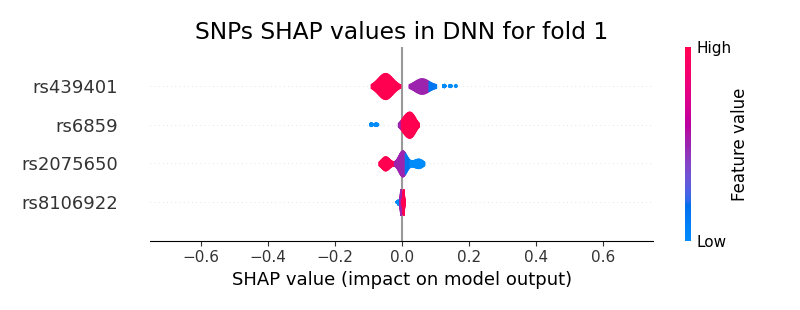 SNPs SHAP values in DNN for fold 1
High
rs439401
rs6859
rs2075650
rs8106922
Feature value
Low
−0.6 −0.4 −0.2 0.0 0.2 0.4 0.6
SHAP value (impact on model output)